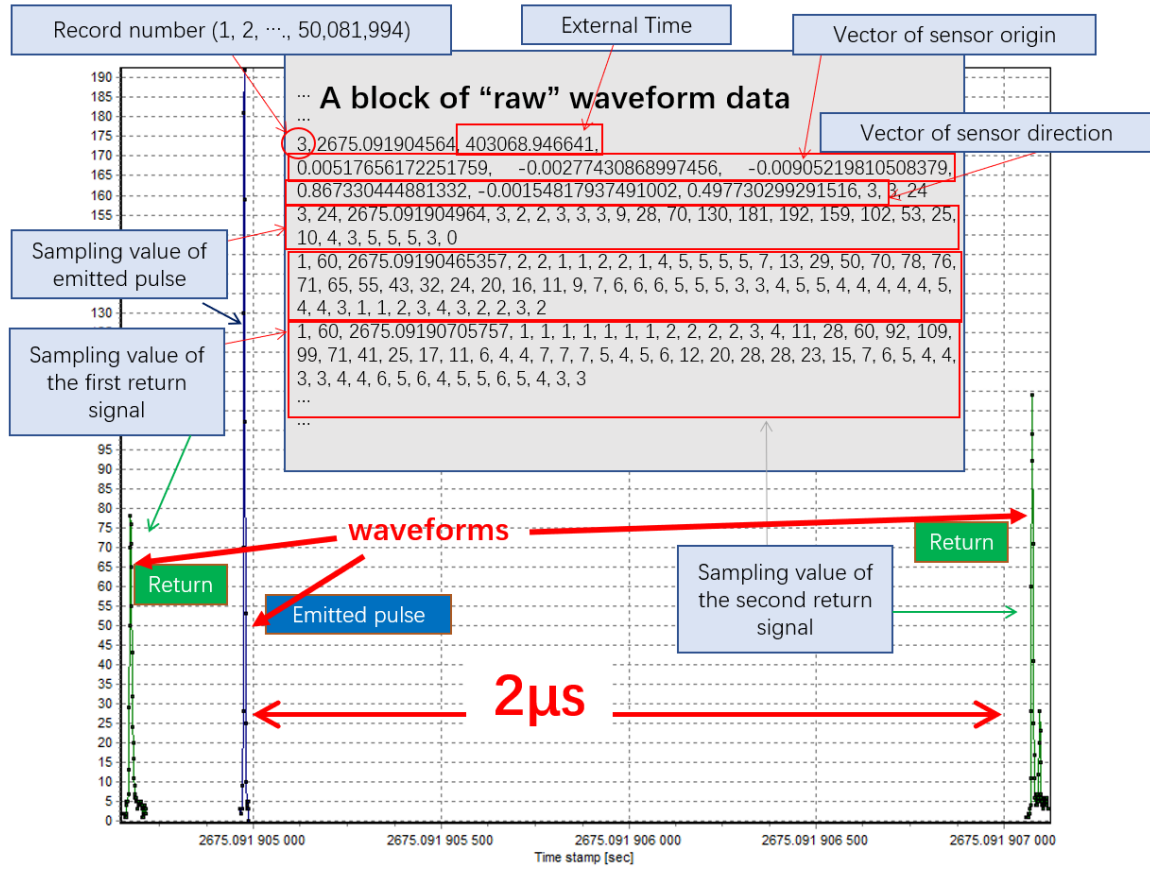 Record number (1, 2, ⋯., 50,081,994)
External Time
Vector of sensor origin
Vector of sensor direction
...
A block of “raw” waveform data
...
3, 2675.091904564, 403068.946641,
0.00517656172251759, -0.00277430868997456, -0.00905219810508379,
0.867330444881332, -0.00154817937491002, 0.497730299291516, 3, 3, 24
3, 24, 2675.091904964, 3, 2, 2, 3, 3, 3, 9, 28, 70, 130, 181, 192, 159, 102, 53, 25,
10, 4, 3, 5, 5, 5, 3, 0
1, 60, 2675.09190465357, 2, 2, 1, 1, 2, 2, 1, 4, 5, 5, 5, 5, 7, 13, 29, 50, 70, 78, 76,
71, 65, 55, 43, 32, 24, 20, 16, 11, 9, 7, 6, 6, 6, 5, 5, 5, 3, 3, 4, 5, 5, 4, 4, 4, 4, 4, 5,
4, 4, 3, 1, 1, 2, 3, 4, 3, 2, 2, 3, 2
1, 60, 2675.09190705757, 1, 1, 1, 1, 1, 1, 1, 2, 2, 2, 2, 3, 4, 11, 28, 60, 92, 109,
99, 71, 41, 25, 17, 11, 6, 4, 4, 7, 7, 7, 5, 4, 5, 6, 12, 20, 28, 28, 23, 15, 7, 6, 5, 4, 4,
3, 3, 4, 4, 6, 5, 6, 4, 5, 5, 6, 5, 4, 3, 3
...
...
Sampling value of
emitted pulse
Sampling value of
the first return
signal
Sampling value of
the second return
signal
waveforms
Return
Emitted pulse
Return
2μs
190
185
180
175
170
165
160
155
130
95
90
85
80
75
70
65
60
55
50
45
40
35
30
25
20
15
10
5
0
2675.091 905 000
2675.091 905 500
2675.091 906 000
2675.091 906 500
2675.091 907 000
Time stamp [sec]